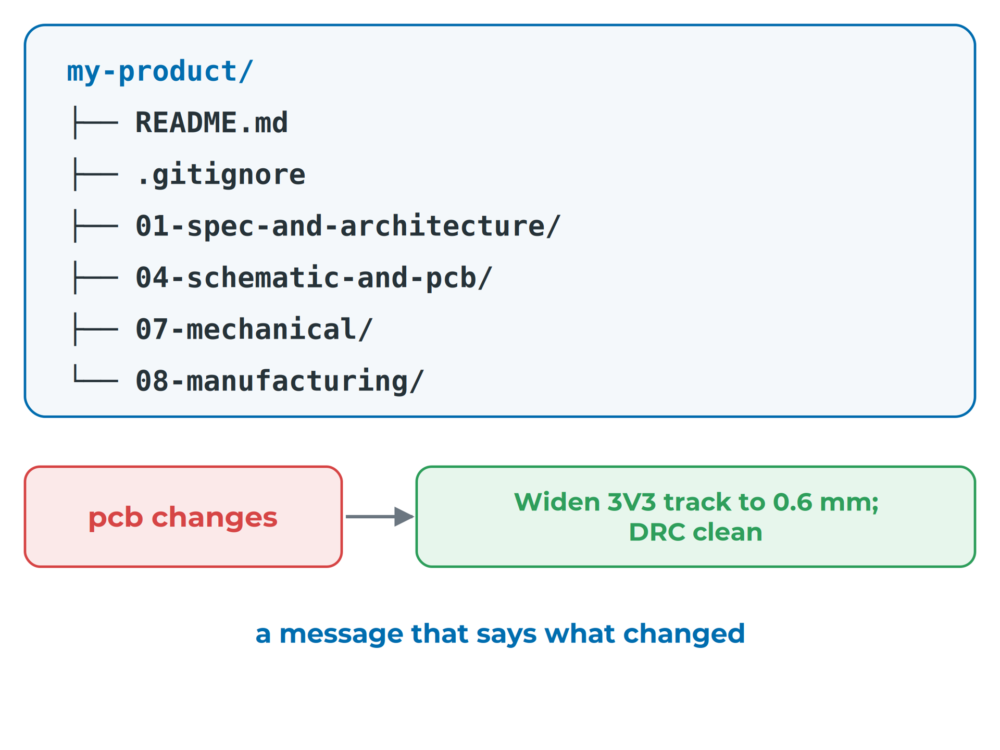 my-product/
├── README.md
├── .gitignore
├── 01-spec-and-architecture/
├── 04-schematic-and-pcb/
├── 07-mechanical/
└── 08-manufacturing/
pcb changes
Widen 3V3 track to 0.6 mm;
DRC clean
a message that says what changed